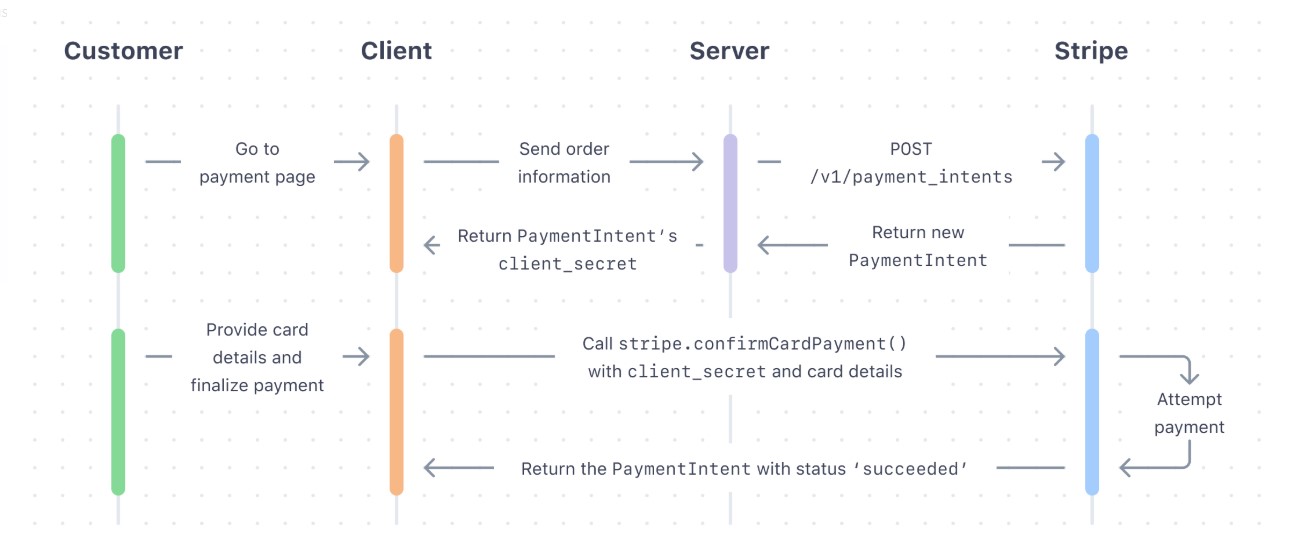 Customer
Client
Server
Stripe
Go to
payment page
Send order
information
POST
/v1/payment_intents
Return PaymentIntent’s
client_secret
Return new
PaymentIntent
Provide card
details and
finalize payment
Call stripe.confirmCardPayment()
with client_secret and card details
Attempt
payment
Return the PaymentIntent with status ‘succeeded’